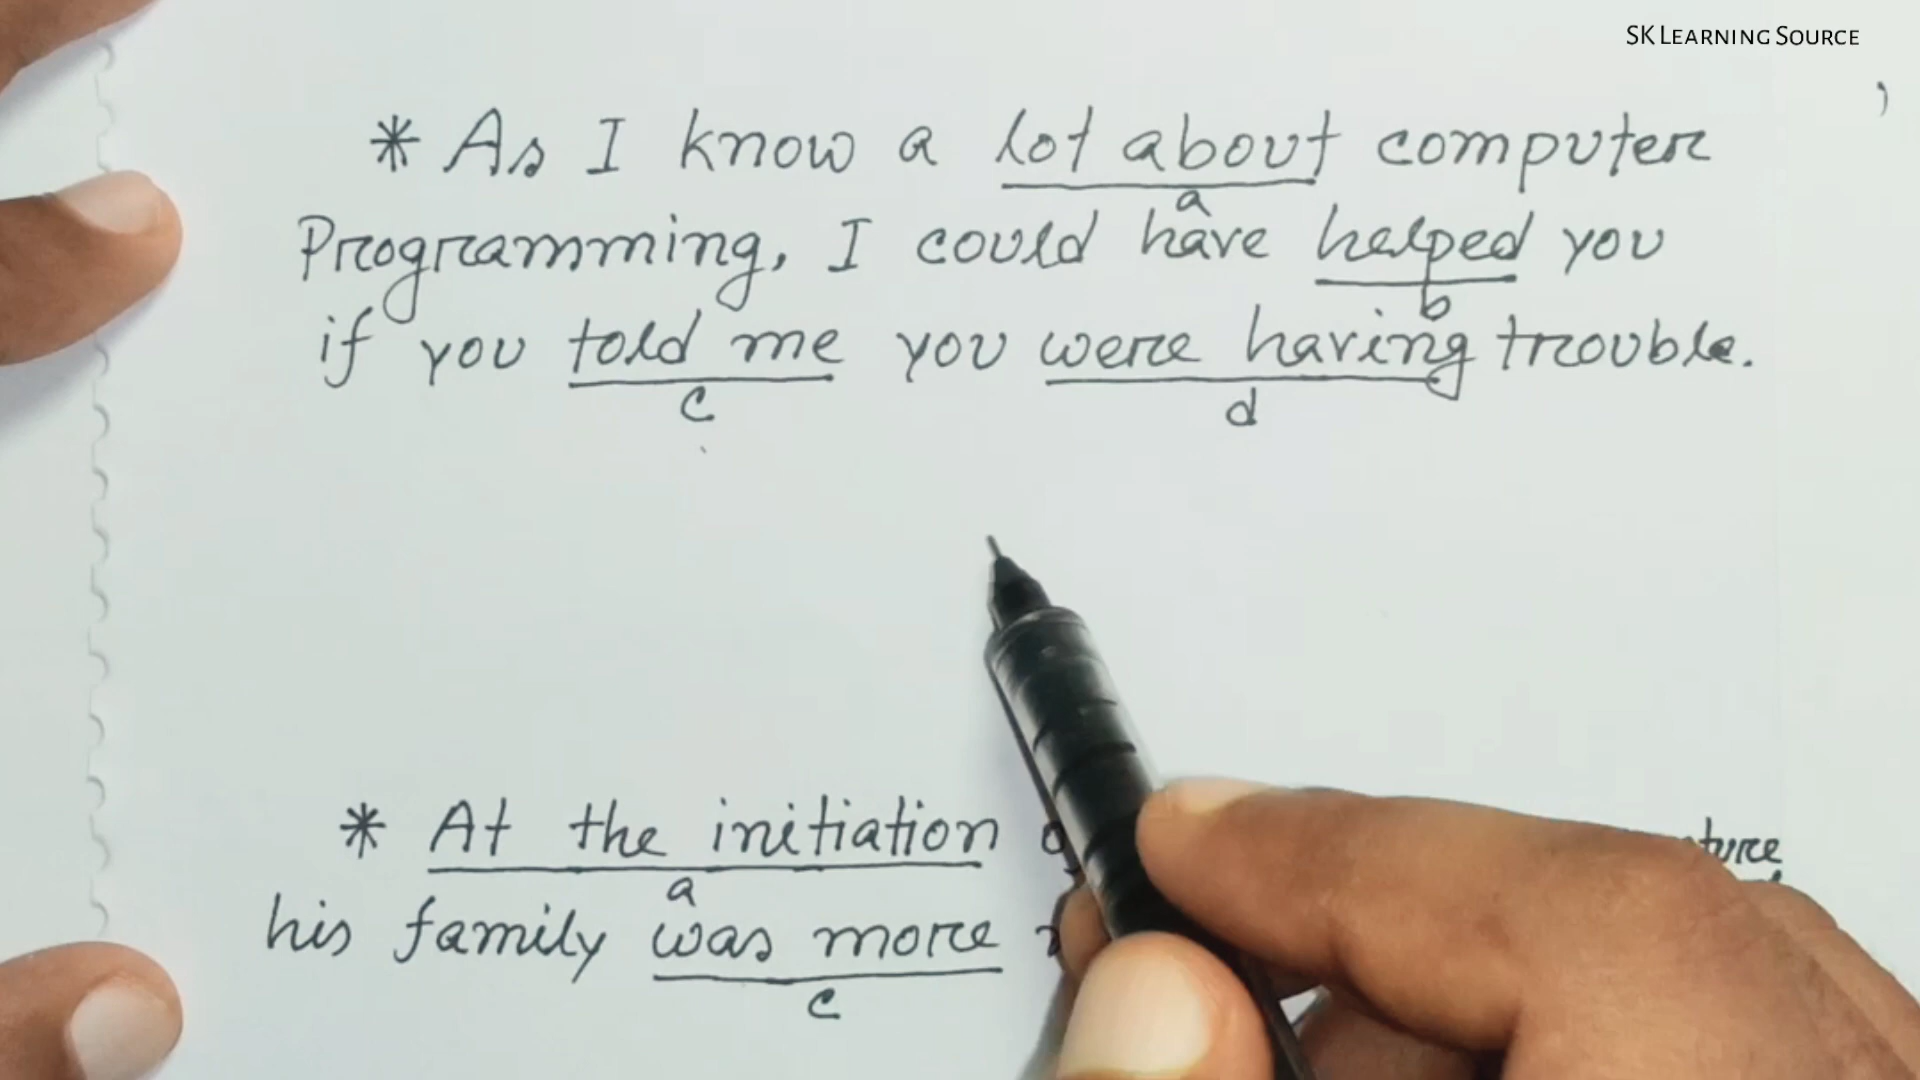 SK LEARNING SOURCE
* As I know a lot about computer
a
Programming, I could have helped you
b
if you told me you were having trouble.
c d
* At the initiation
a
his family was more
c